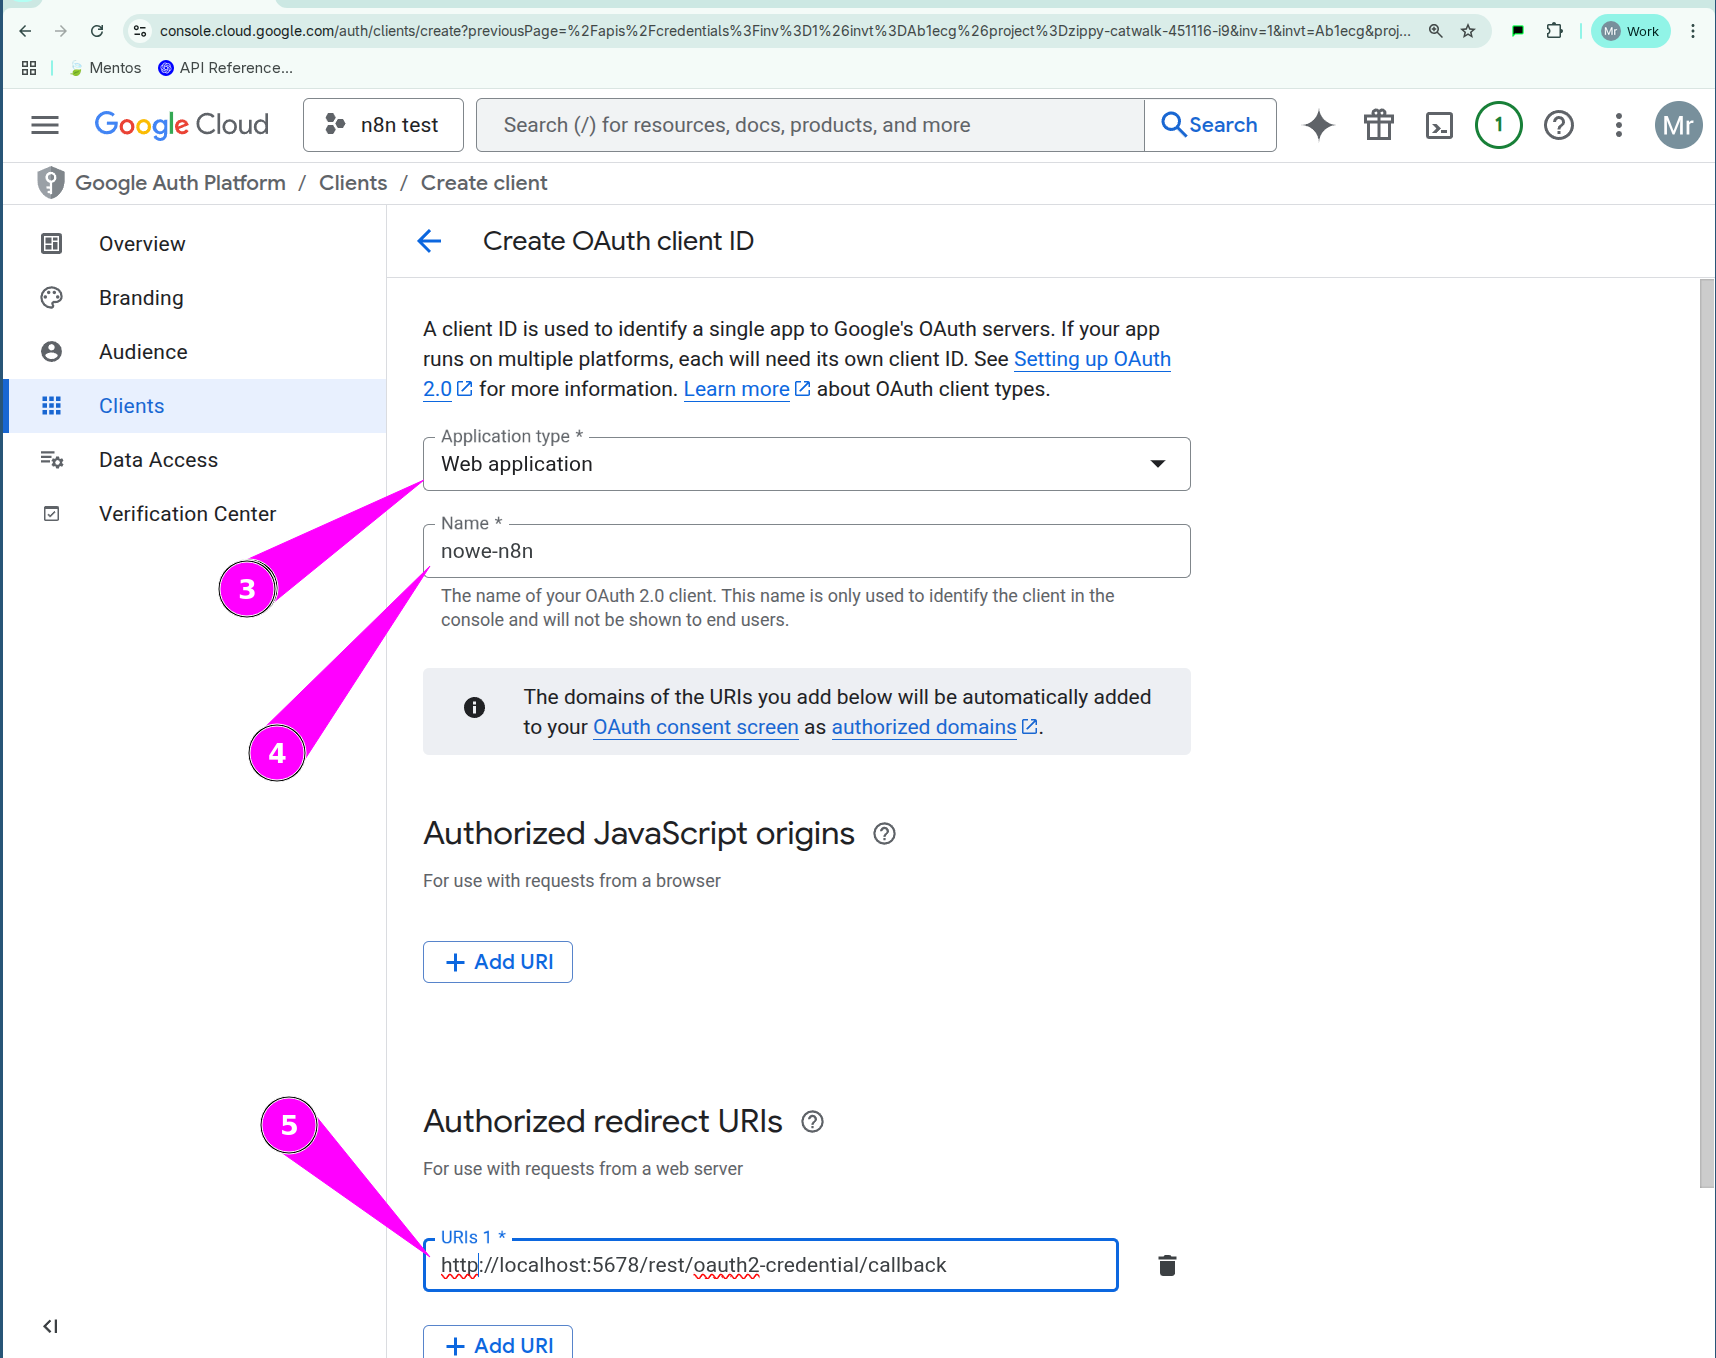 console.cloud.google.com/auth/clients/create?previousPage=%2Fapis%2Fcredentials%3Finv%3D1%26invt%3DAb1ecg%26project%3Dzippy-catwalk-451116-i9&inv=1&invt=Ab1ecg&proj...
Mr Work
Mentos API Reference...
Google Cloud
n8n test
Search (/) for resources, docs, products, and more
Search
1
Mr
Google Auth Platform / Clients / Create client
Overview
Branding
Audience
Clients
Data Access
Verification Center
Create OAuth client ID
A client ID is used to identify a single app to Google's OAuth servers. If your app
runs on multiple platforms, each will need its own client ID. See Setting up OAuth
2.0 for more information. Learn more about OAuth client types.
Application type *
Web application
3
Name *
nowe-n8n
4
The name of your OAuth 2.0 client. This name is only used to identify the client in the
console and will not be shown to end users.
The domains of the URIs you add below will be automatically added
to your OAuth consent screen as authorized domains.
Authorized JavaScript origins
For use with requests from a browser
+ Add URI
5
Authorized redirect URIs
For use with requests from a web server
URIs 1 *
http://localhost:5678/rest/oauth2-credential/callback
+ Add URI